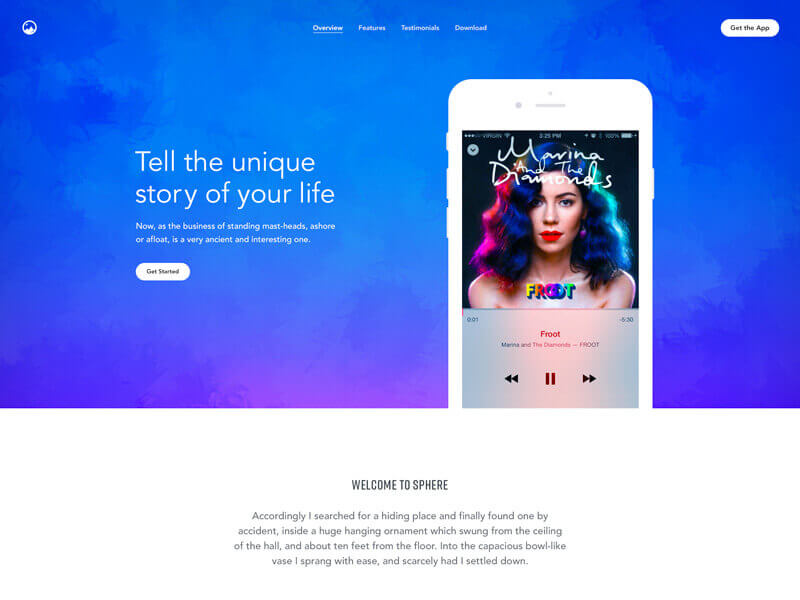 Overview
Features
Testimonials
Download
Get the App
Tell the unique
story of your life
Now, as the business of standing mast-heads, ashore
or afloat, is a very ancient and interesting one.
Get Started
VIRGIN 3:25 PM 100%
Marina
And The
Diamonds
FROOT
0:01 -5:30
Froot
Marina and The Diamonds — FROOT
WELCOME TO SPHERE
Accordingly I searched for a hiding place and finally found one by
accident, inside a huge hanging ornament which swung from the ceiling
of the hall, and about ten feet from the floor. Into the capacious bowl-like
vase I sprang with ease, and scarcely had I settled down.